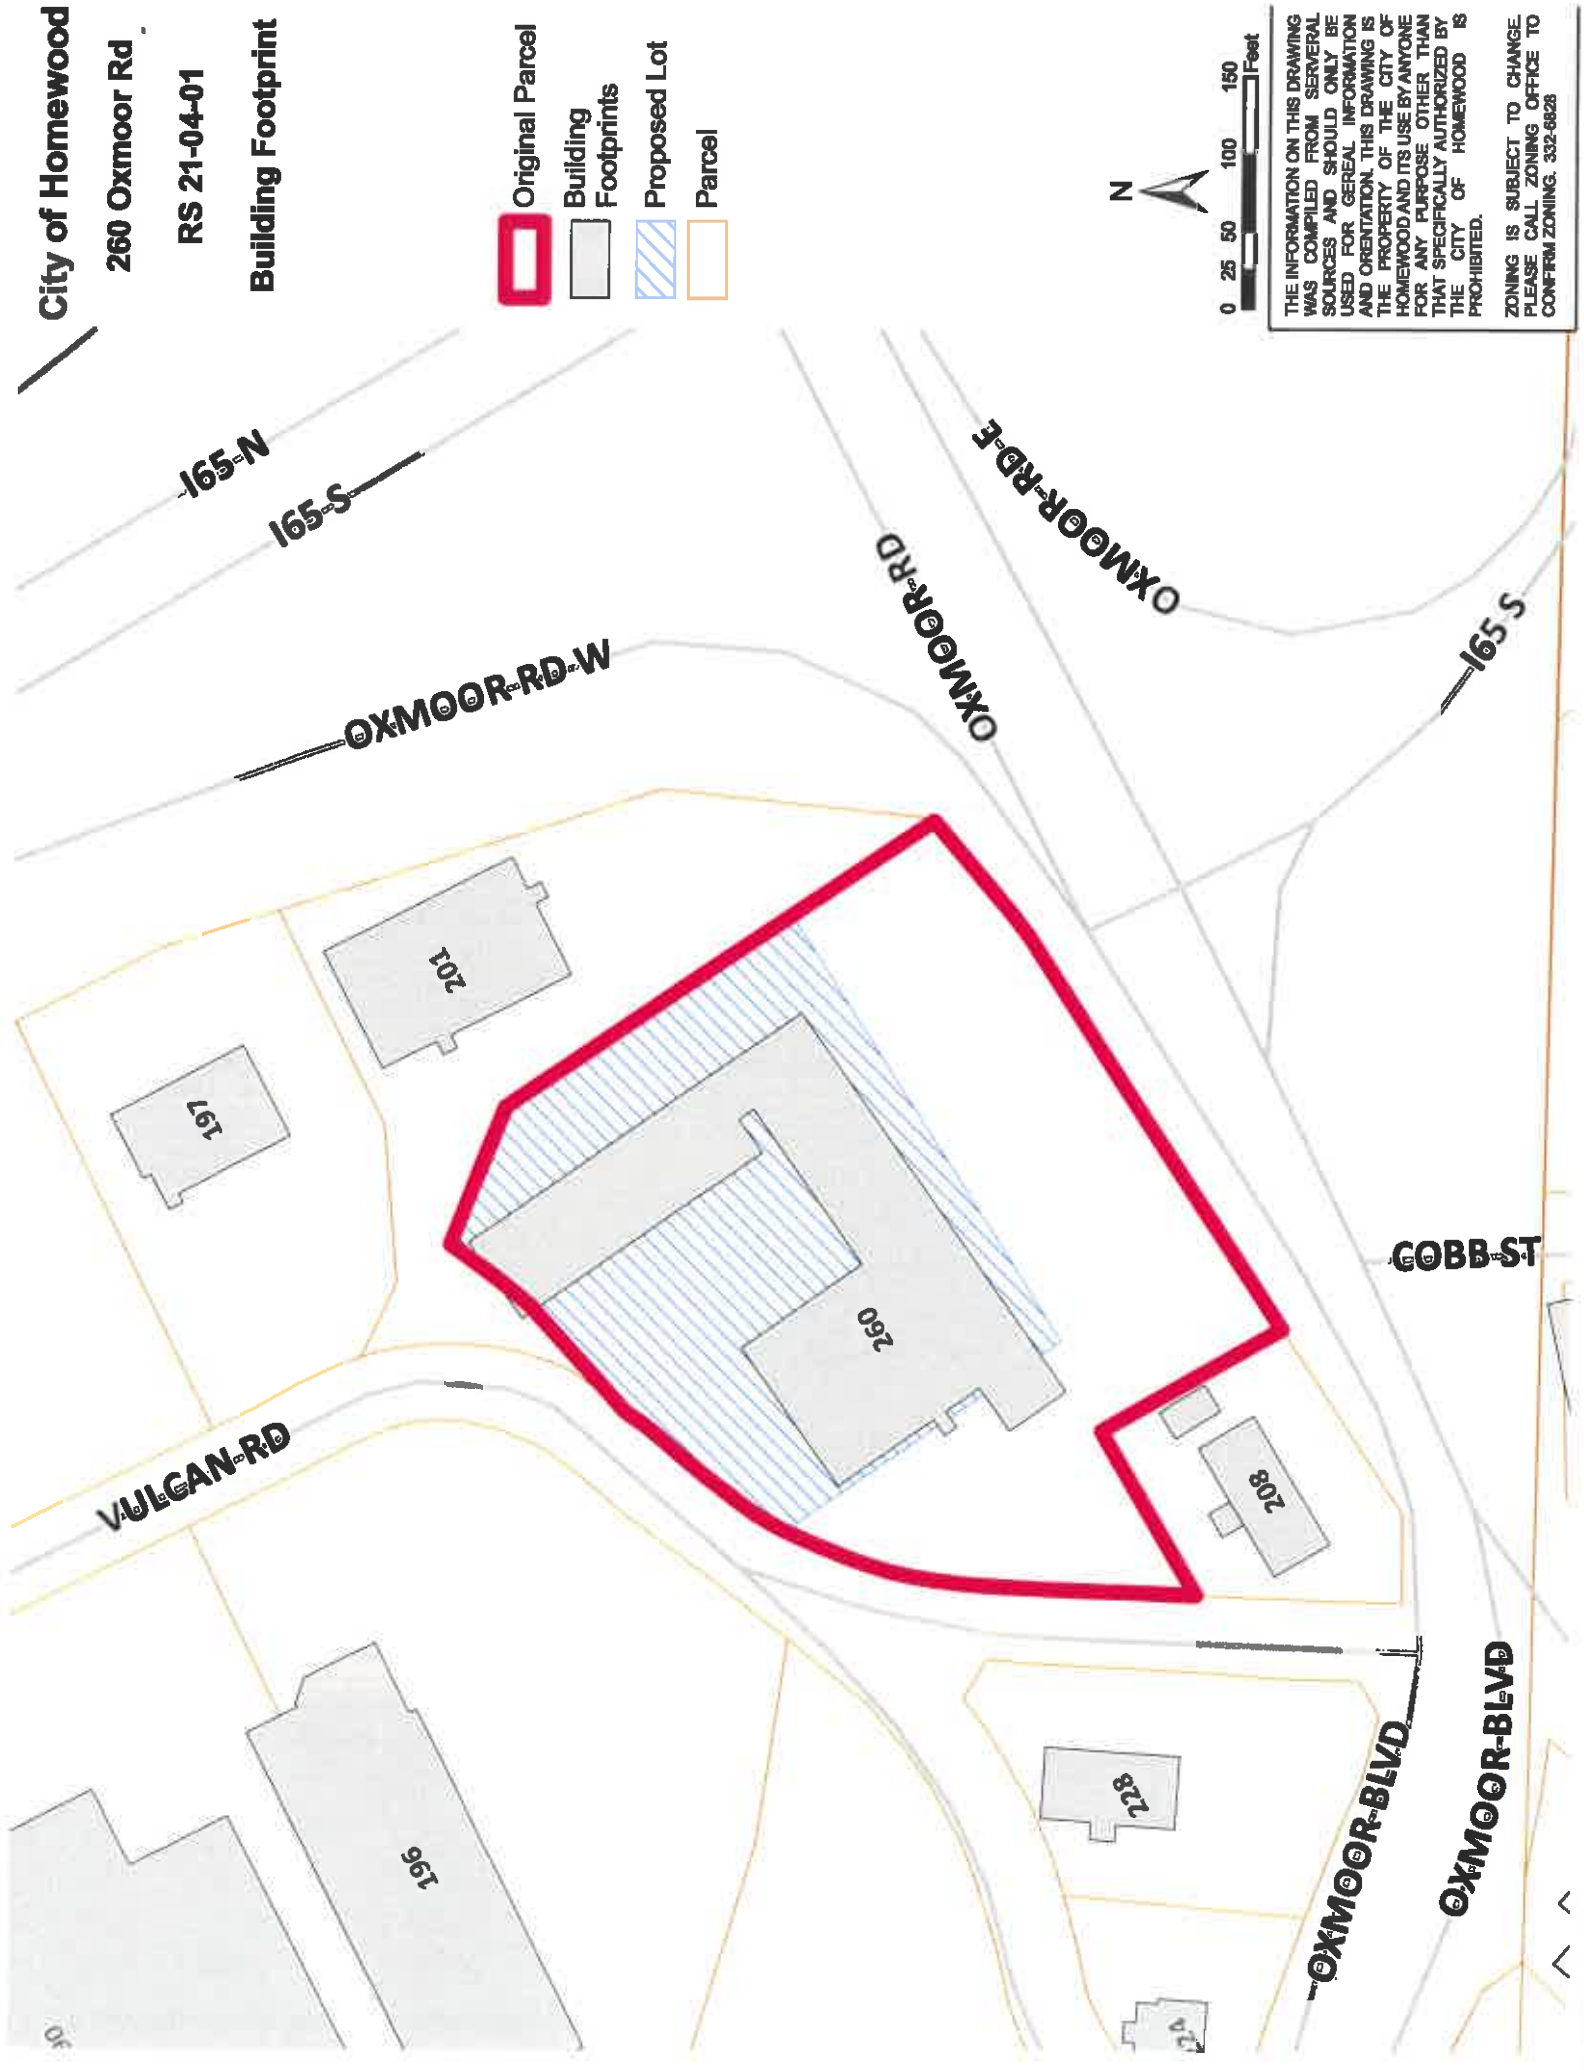 City of Homewood
260 Oxmoor Rd
RS 21-04-01
Building Footprint
Original Parcel
Building
Footprints
Proposed Lot
Parcel
N
0 25 50 100 150
Feet
THE INFORMATION ON THIS DRAWING
WAS COMPILED FROM SERVERAL
SOURCES AND SHOULD ONLY BE
USED FOR GEREAL INFORMATION
AND ORIENTATION. THIS DRAWING IS
THE PROPERTY OF THE CITY OF
HOMEWOOD AND ITS USE BY ANYONE
FOR ANY PURPOSE OTHER THAN
THAT SPECIFICALLY AUTHORIZED BY
THE CITY OF HOMEWOOD IS
PROHIBITED.
ZONING IS SUBJECT TO CHANGE.
PLEASE CALL ZONING OFFICE TO
CONFIRM ZONING. 332-6828
I65 N
I65 S
OXMOOR RD W
OXMOOR RD
OXMOOR RD E
I65 S
COBB ST
VULCAN RD
OXMOOR BLVD
OXMOOR BLVD
197
201
260
208
196
228